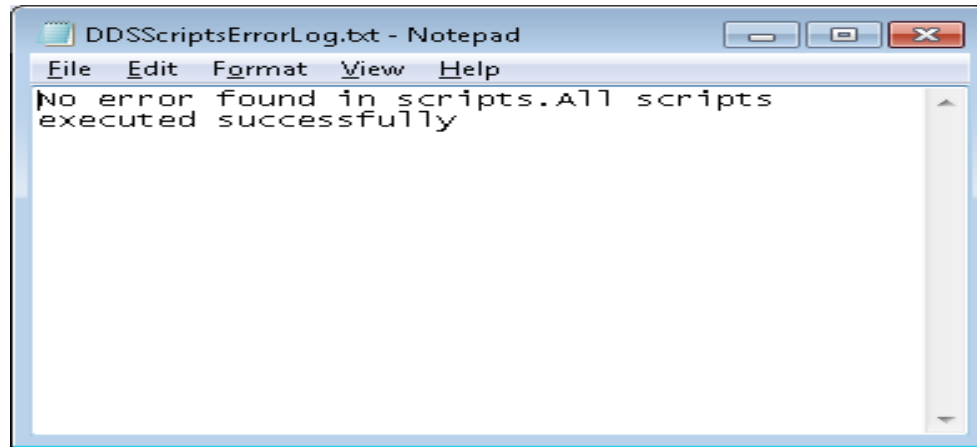 DDSScriptsErrorLog.txt - Notepad
File Edit Format View Help
No error found in scripts.All scripts
executed successfully